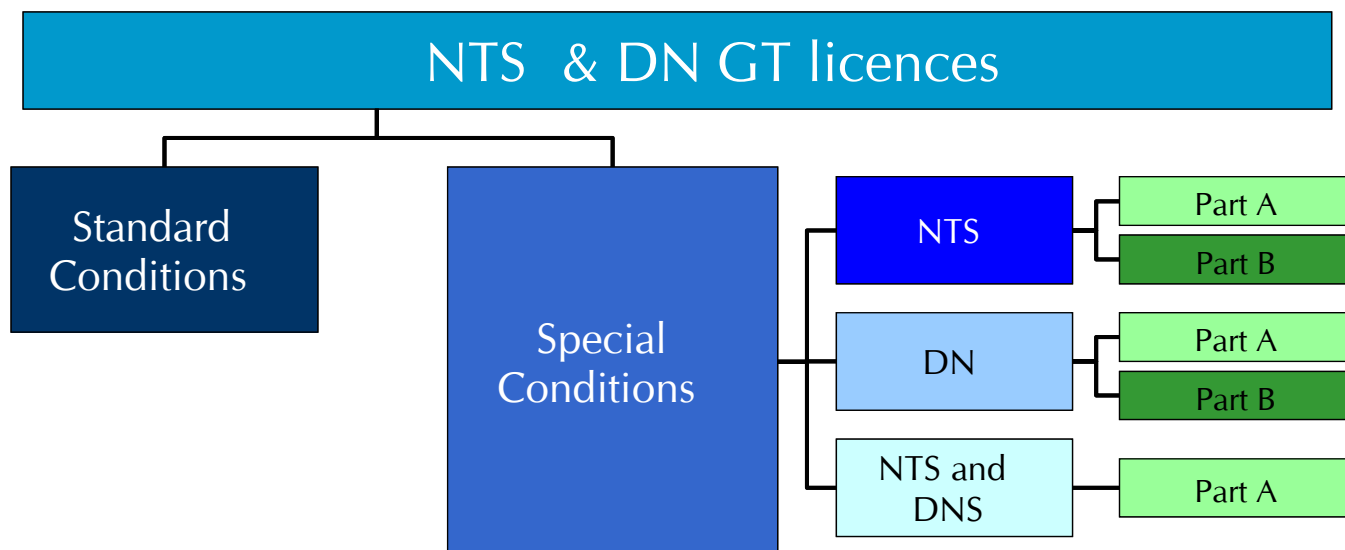 NTS & DN GT licences
Standard
Conditions
Special
Conditions
NTS
Part A
Part B
DN
Part A
Part B
NTS and
DNS
Part A